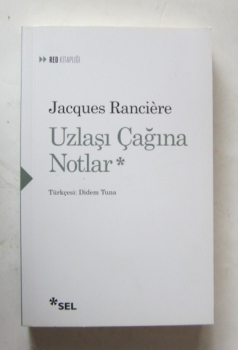 RED KİTAPLIĞI
Jacques Rancière
Uzlaşı Çağına
Notlar*
Türkçesi: Didem Tuna
*SEL